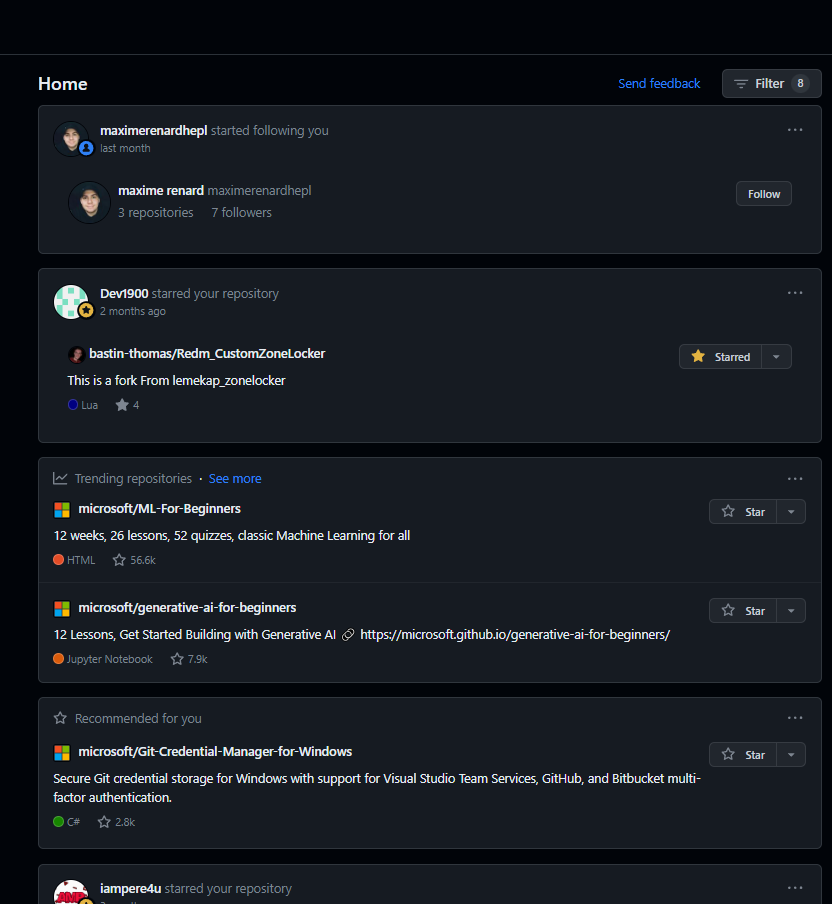 Home
Send feedback
Filter 8
maximerenardhepl started following you
last month
maxime renard maximerenardhepl
3 repositories 7 followers
Follow
Dev1900 starred your repository
2 months ago
bastin-thomas/Redm_CustomZoneLocker
Starred
This is a fork From lemekap_zonelocker
Lua 4
Trending repositories · See more
microsoft/ML-For-Beginners
Star
12 weeks, 26 lessons, 52 quizzes, classic Machine Learning for all
HTML 56.6k
microsoft/generative-ai-for-beginners
Star
12 Lessons, Get Started Building with Generative AI 🔗 https://microsoft.github.io/generative-ai-for-beginners/
Jupyter Notebook 7.9k
Recommended for you
microsoft/Git-Credential-Manager-for-Windows
Star
Secure Git credential storage for Windows with support for Visual Studio Team Services, GitHub, and Bitbucket multi-
factor authentication.
C# 2.8k
iampere4u starred your repository